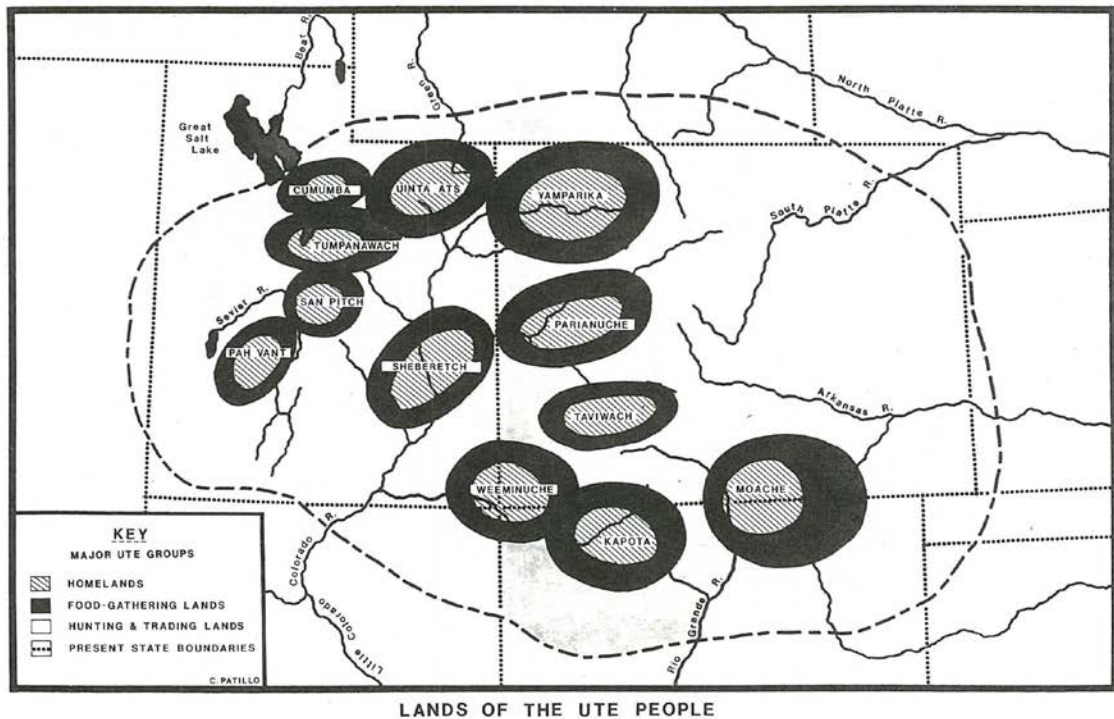 Bear R.
Green R.
North Platte R.
Great
Salt
Lake
CUMUMBA
UINTA ATS
YAMPARIKA
South Platte R.
TUMPANAWACH
SAN PITCH
Sevier R.
PARIANUCHE
PAH VANT
SHEBERETCH
TAVIWACH
Arkansas R.
WEEMINUCHE
MOACHE
KAPOTA
Colorado R.
Little Colorado R.
Rio Grande R.
KEY
MAJOR UTE GROUPS
HOMELANDS
FOOD-GATHERING LANDS
HUNTING & TRADING LANDS
PRESENT STATE BOUNDARIES
C. PATILLO
LANDS OF THE UTE PEOPLE